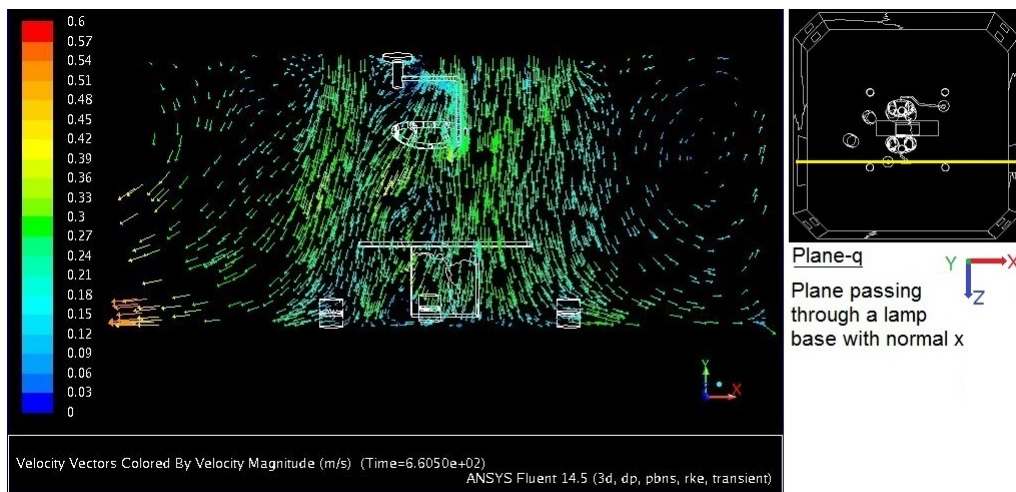 0.6
0.57
0.54
0.51
0.48
0.45
0.42
0.39
0.36
0.33
0.3
0.27
0.24
0.21
0.18
0.15
0.12
0.09
0.06
0.03
0
Y
X
Velocity Vectors Colored By Velocity Magnitude (m/s) (Time=6.6050e+02)
ANSYS Fluent 14.5 (3d, dp, pbns, rke, transient)
Plane-q
Y
X
Z
Plane passing
through a lamp
base with normal x